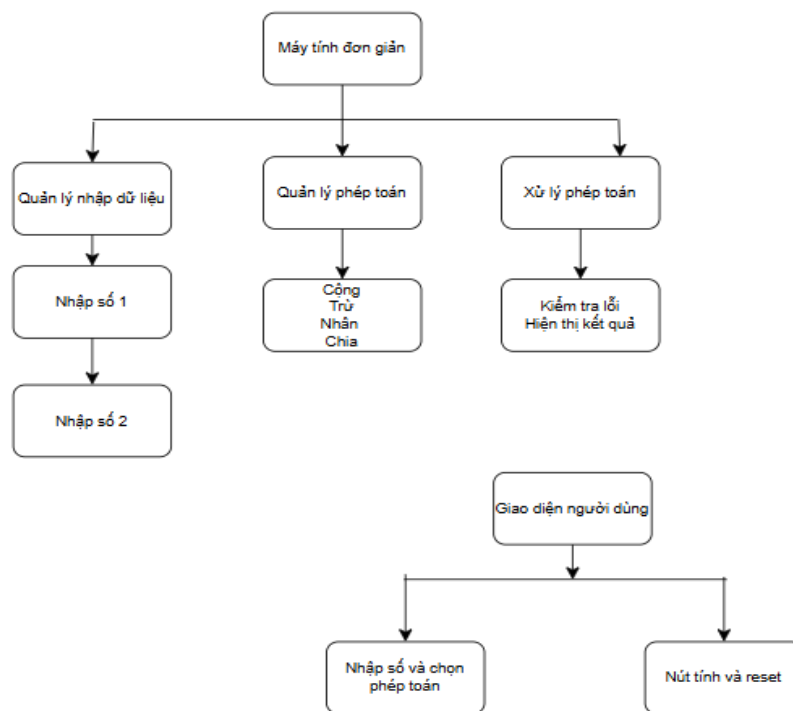 Máy tính đơn giản
Quản lý nhập dữ liệu
Quản lý phép toán
Xử lý phép toán
Nhập số 1
Cộng
Trừ
Nhân
Chia
Kiểm tra lỗi
Hiện thị kết quả
Nhập số 2
Giao diện người dùng
Nhập số và chọn
phép toán
Nút tính và reset